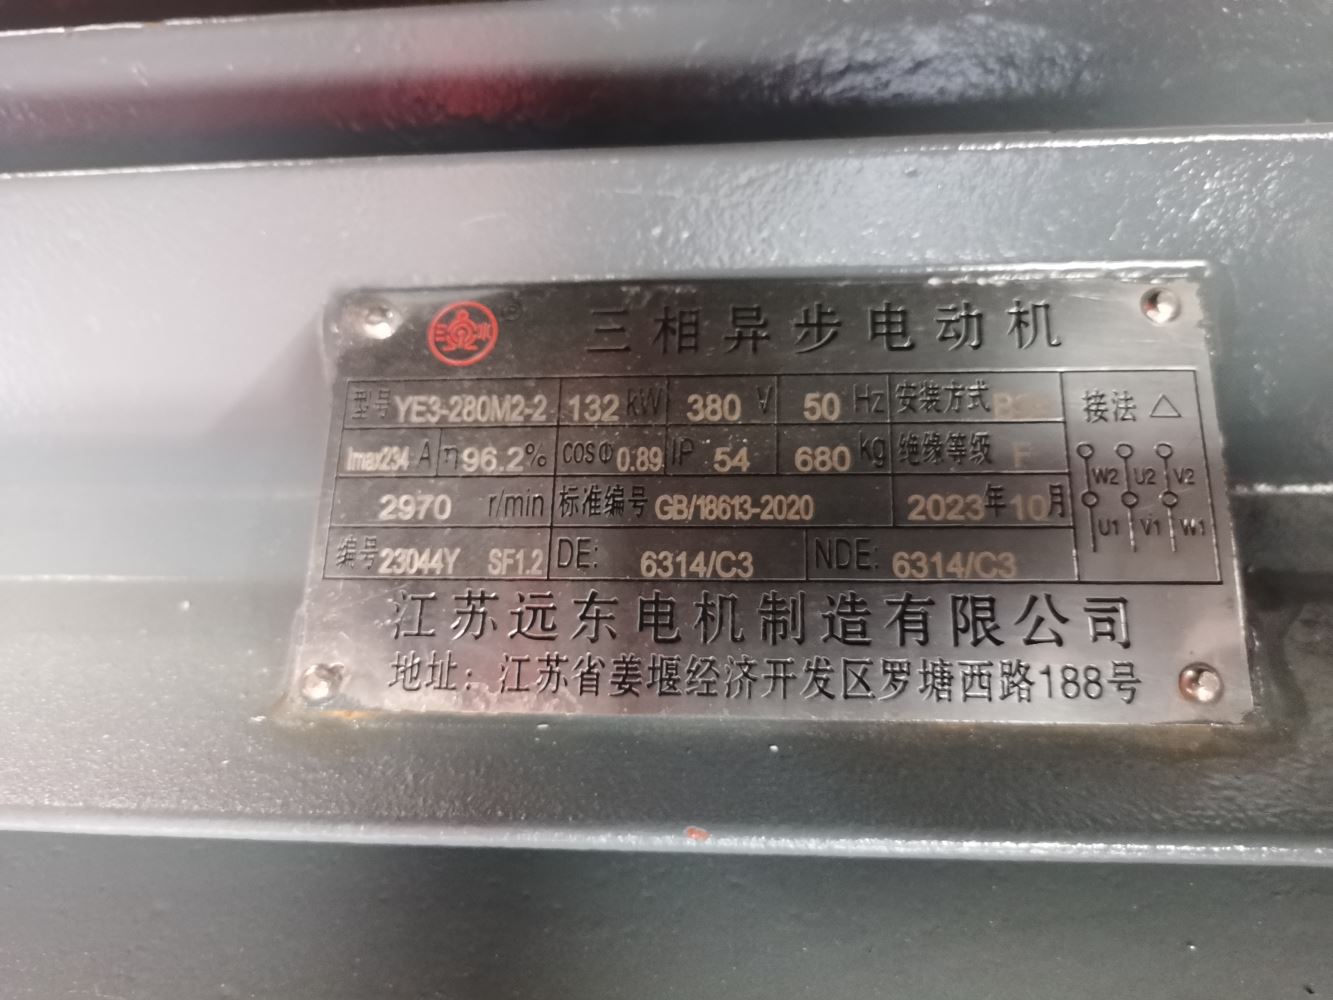 三水
三相异步电动机
型号 YE3-280M2-2 132 kW 380 V 50 Hz 安装方式 接法 △
Imax234 A η 96.2% COSΦ 0.89 IP 54 680 kg 绝缘等级 F
W2 U2 V2
2970 r/min 标准编号 GB/18613-2020 2023年10月
U1 V1 W1
编号 23044Y SF1.2 DE: 6314/C3 NDE: 6314/C3
江苏远东电机制造有限公司
地址：江苏省姜堰经济开发区罗塘西路188号